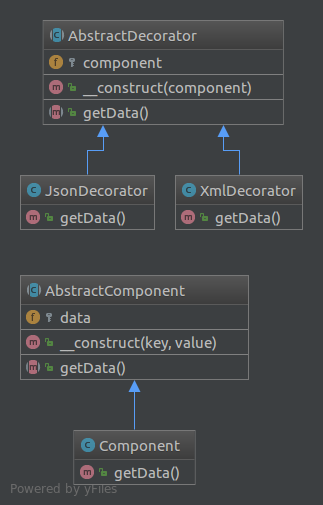 AbstractDecorator
component
__construct(component)
getData()
JsonDecorator
getData()
XmlDecorator
getData()
AbstractComponent
data
__construct(key, value)
getData()
Component
getData()
Powered by yFiles